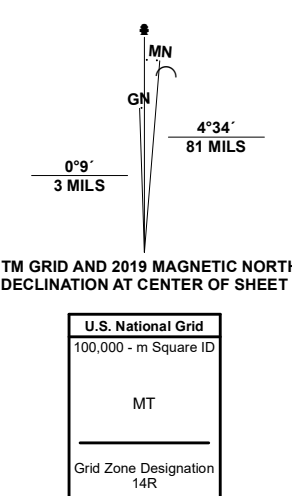 MN
GN
4°34´
81 MILS
0°9´
3 MILS
TM GRID AND 2019 MAGNETIC NORTH
DECLINATION AT CENTER OF SHEET
U.S. National Grid
100,000 - m Square ID
MT
Grid Zone Designation
14R